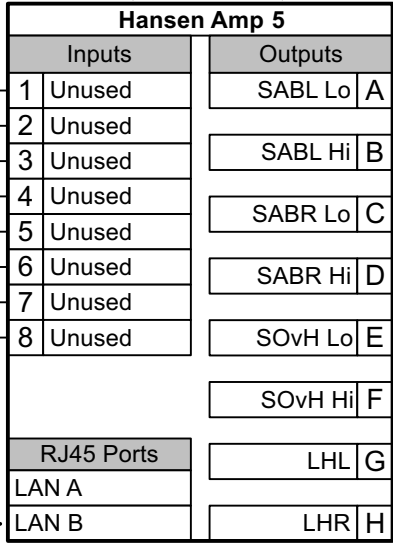 Hansen Amp 5
Inputs
1 Unused
2 Unused
3 Unused
4 Unused
5 Unused
6 Unused
7 Unused
8 Unused
RJ45 Ports
LAN A
LAN B
Outputs
SABL Lo A
SABL Hi B
SABR Lo C
SABR Hi D
SOvH Lo E
SOvH Hi F
LHL G
LHR H